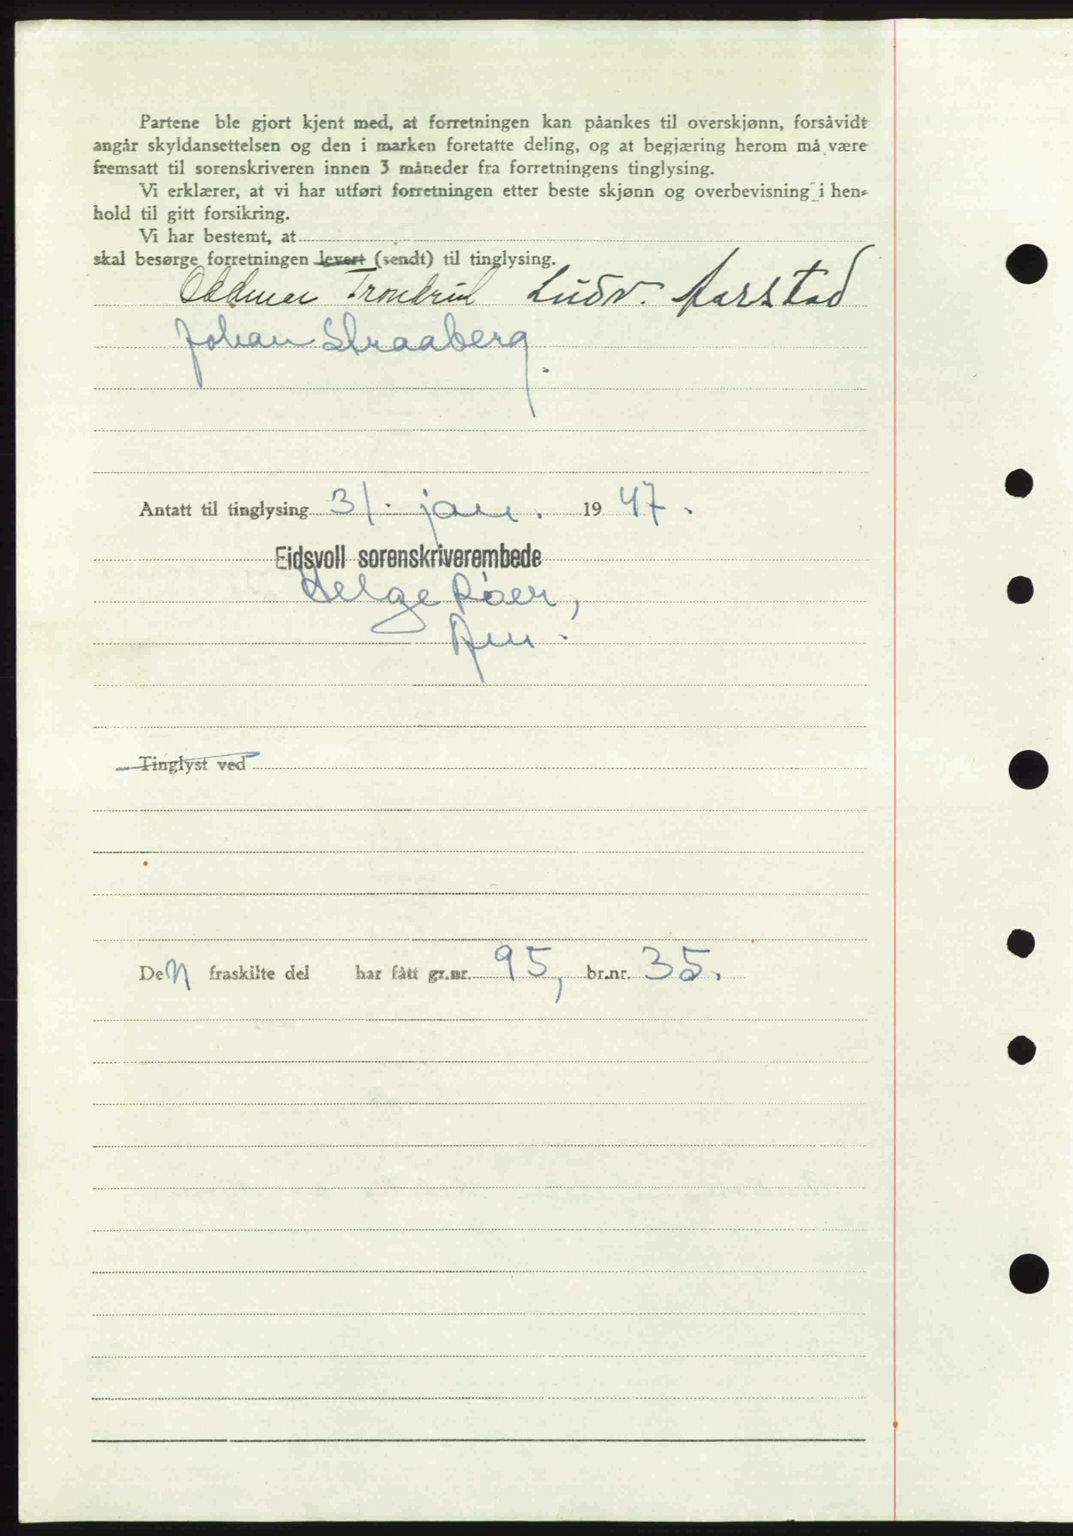 Partene ble gjort kjent med, at forretningen kan påankes til overskjønn, forsåvidt
angår skyldansettelsen og den i marken foretatte deling, og at begjæring herom må være
fremsatt til sorenskriveren innen 3 måneder fra forretningens tinglysing.
Vi erklærer, at vi har utført forretningen etter beste skjønn og overbevisning i hen-
hold til gitt forsikring.
Vi har bestemt, at
skal besørge forretningen levert (sendt) til tinglysing.
Ludv. Aarstad
Johan Straaberg.
Antatt til tinglysing 31. jan. 1947.
Eidsvoll sorenskriverembede
Helge Röer,
Tinglyst ved
Den fraskilte del har fått gr.nr. 95, br.nr. 35.